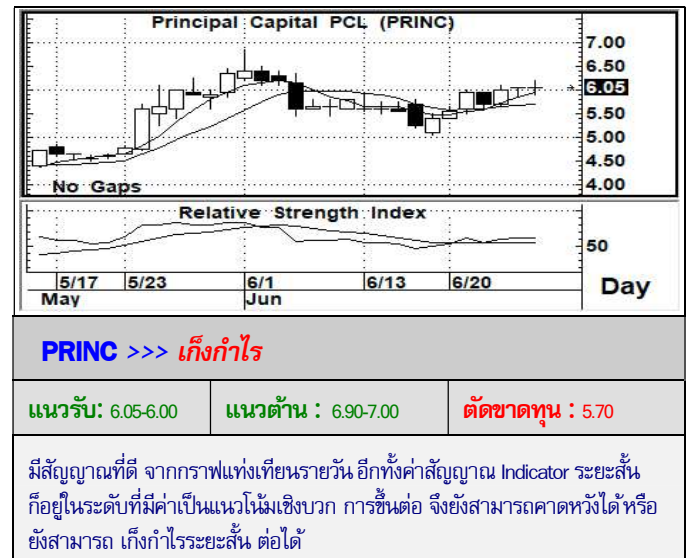 Principal Capital PCL (PRINC)
7.00
6.50
6.05
5.50
5.00
4.50
4.00
No Gaps
Relative Strength Index
50
5/17 5/23 6/1 6/13 6/20
May Jun
Day
PRINC >>> เก็งกำไร
แนวรับ: 6.05-6.00 แนวต้าน : 6.90-7.00 ตัดขาดทุน : 5.70
มีสัญญาณที่ดี จากกราฟแท่งเทียนรายวัน อีกทั้งค่าสัญญาณ Indicator ระยะสั้น
ก็อยู่ในระดับที่มีค่าเป็นแนวโน้มเชิงบวก การขึ้นต่อ จึงยังสามารถคาดหวังได้ หรือ
ยังสามารถ เก็งกำไรระยะสั้น ต่อได้